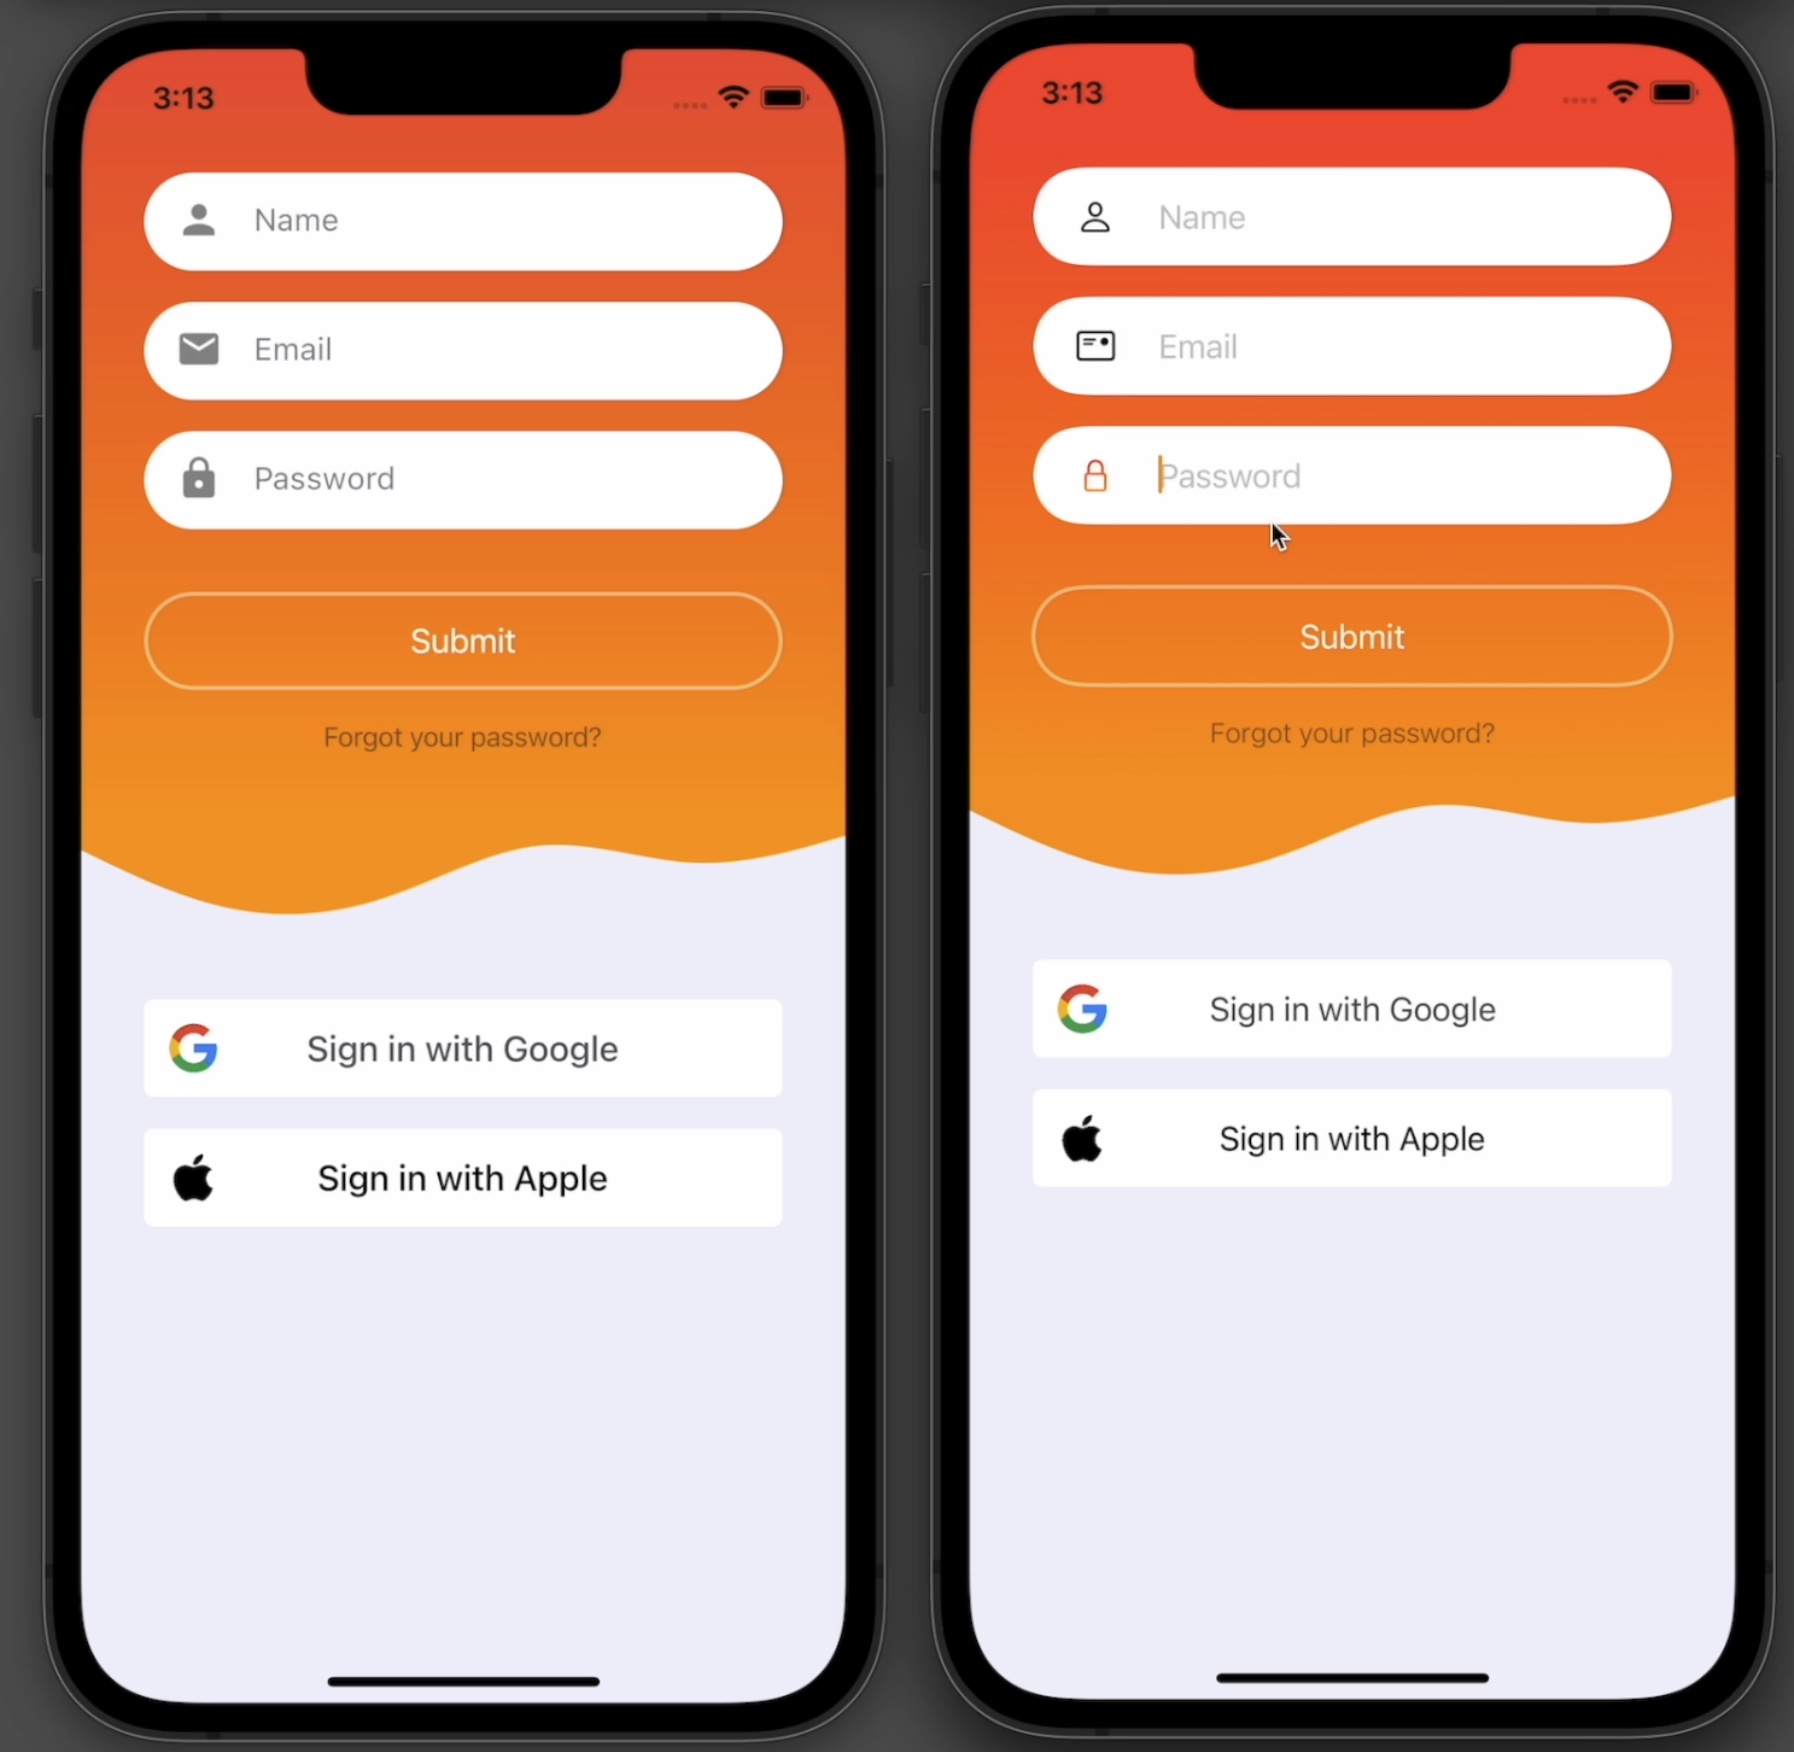 3:13
Name
Email
Password
Submit
Forgot your password?
Sign in with Google
Sign in with Apple
3:13
Name
Email
Password
Submit
Forgot your password?
Sign in with Google
Sign in with Apple